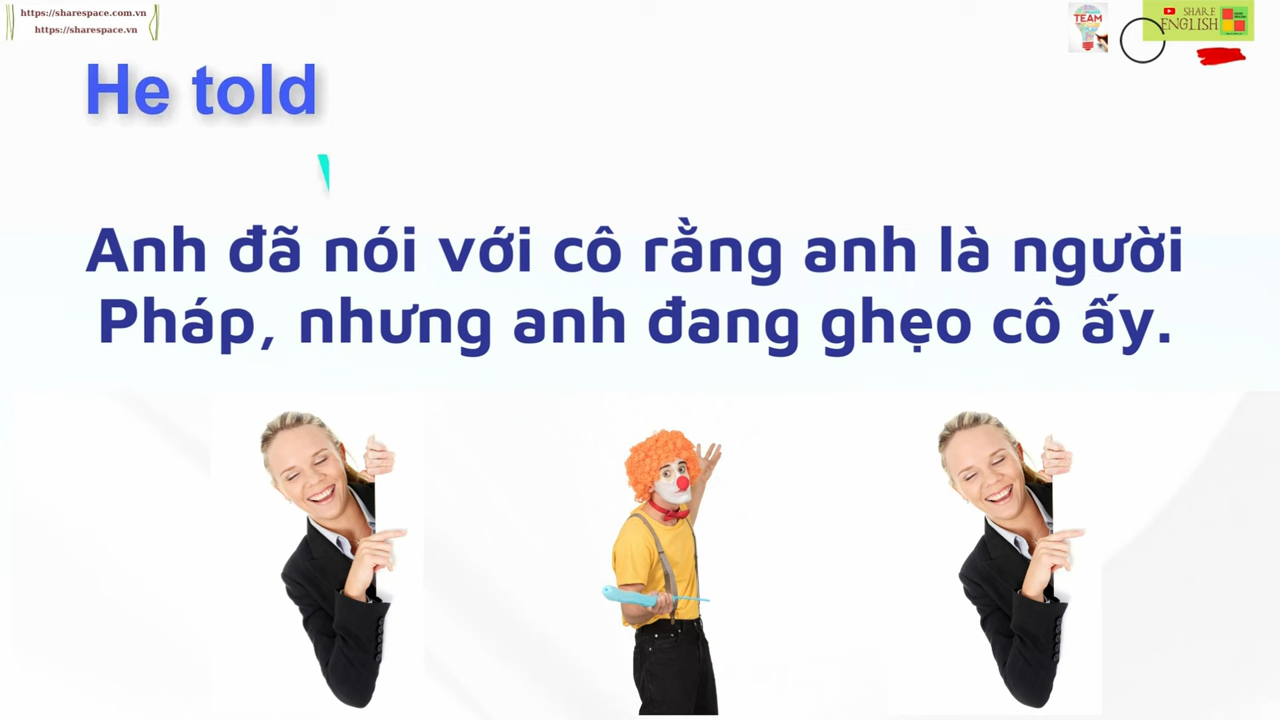 https://sharespace.com.vn
https://sharespace.vn
TEAM
SHARE
ENGLISH
He told
Anh đã nói với cô rằng anh là người
Pháp, nhưng anh đang ghẹo cô ấy.